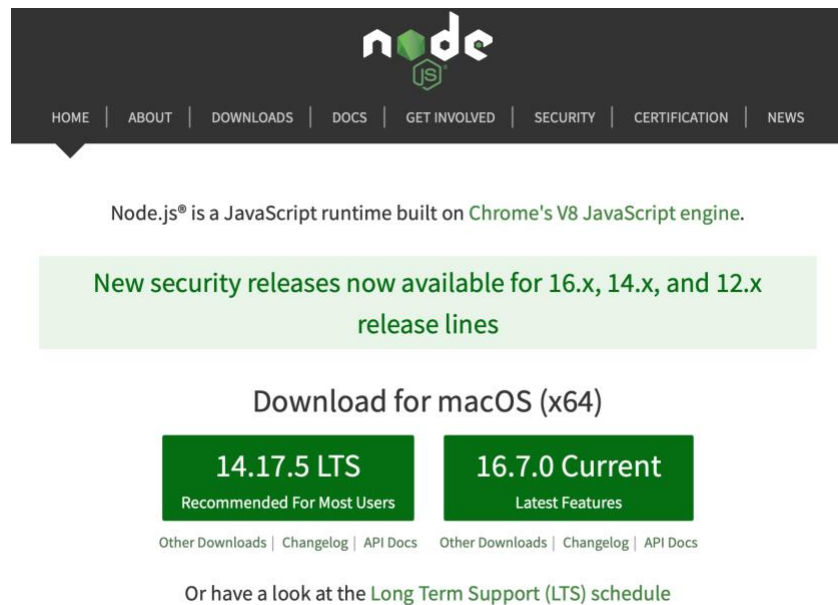 node
JS
HOME | ABOUT | DOWNLOADS | DOCS | GET INVOLVED | SECURITY | CERTIFICATION | NEWS
Node.js® is a JavaScript runtime built on Chrome's V8 JavaScript engine.
New security releases now available for 16.x, 14.x, and 12.x
release lines
Download for macOS (x64)
14.17.5 LTS
Recommended For Most Users
16.7.0 Current
Latest Features
Other Downloads | Changelog | API Docs
Other Downloads | Changelog | API Docs
Or have a look at the Long Term Support (LTS) schedule